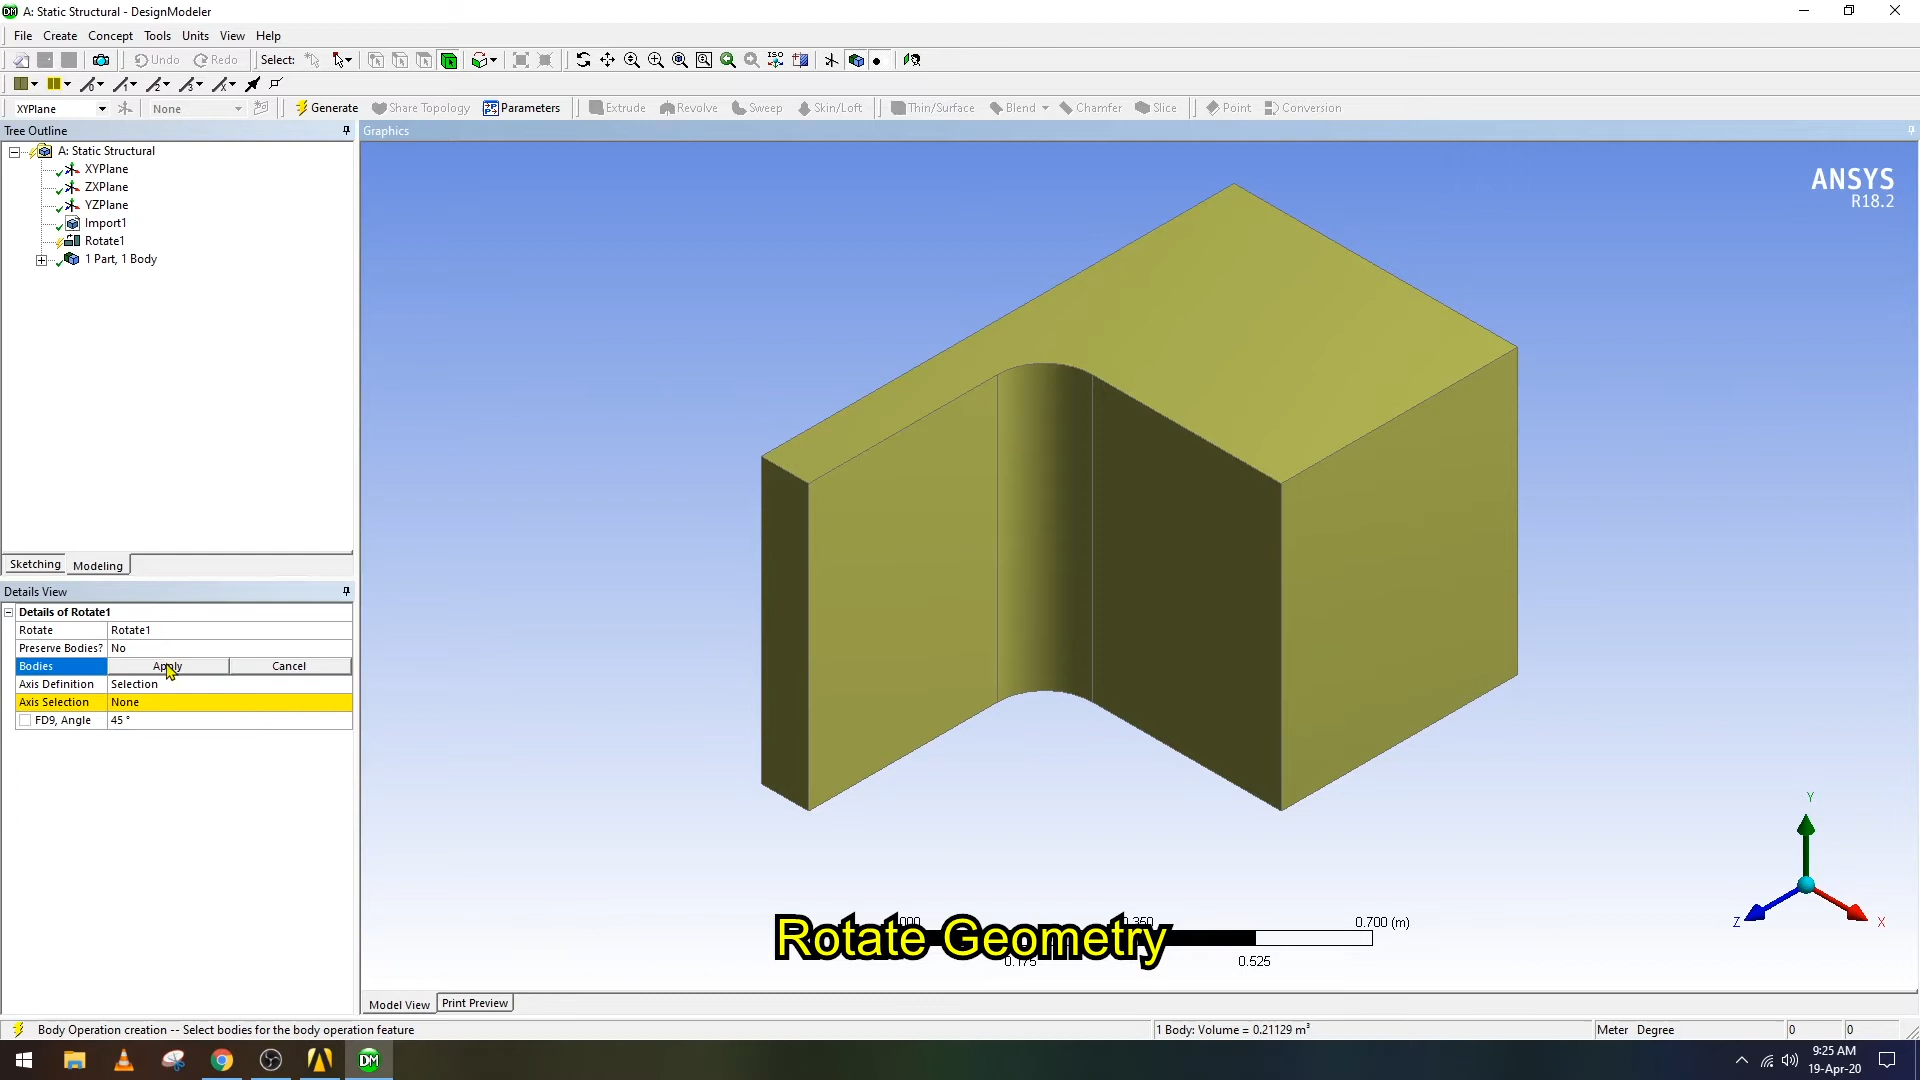 A: Static Structural - DesignModeler
File Create Concept Tools Units View Help
Undo Redo Select: ISO
XYPlane None Generate Share Topology Parameters Extrude Revolve Sweep Skin/Loft Thin/Surface Blend Chamfer Slice Point Conversion
Tree Outline
Graphics
A: Static Structural
XYPlane
ZXPlane
YZPlane
Import1
Rotate1
1 Part, 1 Body
ANSYS
R18.2
Sketching Modeling
Details View
Details of Rotate1
Rotate Rotate1
Preserve Bodies? No
Bodies Apply Cancel
Axis Definition Selection
Axis Selection None
FD9, Angle 45 °
Y
Z
X
0.700 (m)
Rotate Geometry
0.175 0.525
Model View Print Preview
Body Operation creation -- Select bodies for the body operation feature
1 Body: Volume = 0.21129 m³
Meter Degree 0 0
DM
9:25 AM
19-Apr-20